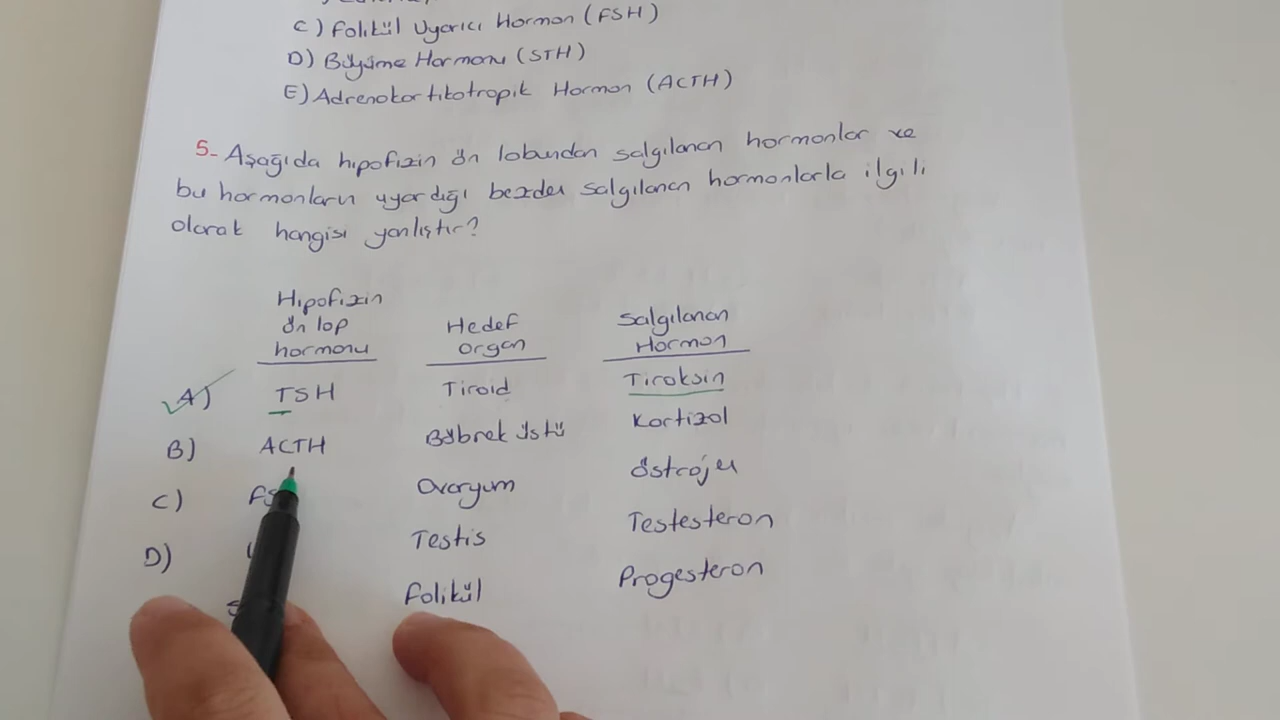 C) Folikül Uyarıcı Hormon (FSH)
D) Büyüme Hormonu (STH)
E) Adrenokortikotropik Hormon (ACTH)
5- Aşağıda hipofizin ön lobundan salgılanan hormonlar ve
bu hormonların uyardığı bezden salgılanan hormonlarla ilgili
olarak hangisi yanlıştır?
Hipofizin ön lop hormonu Hedef organ Salgılanan Hormon
A) TSH Tiroid Tiroksin
B) ACTH Böbrek üstü Kortizol
C) Ovaryum östrojen
D) Testis Testesteron
Folikül Progesteron